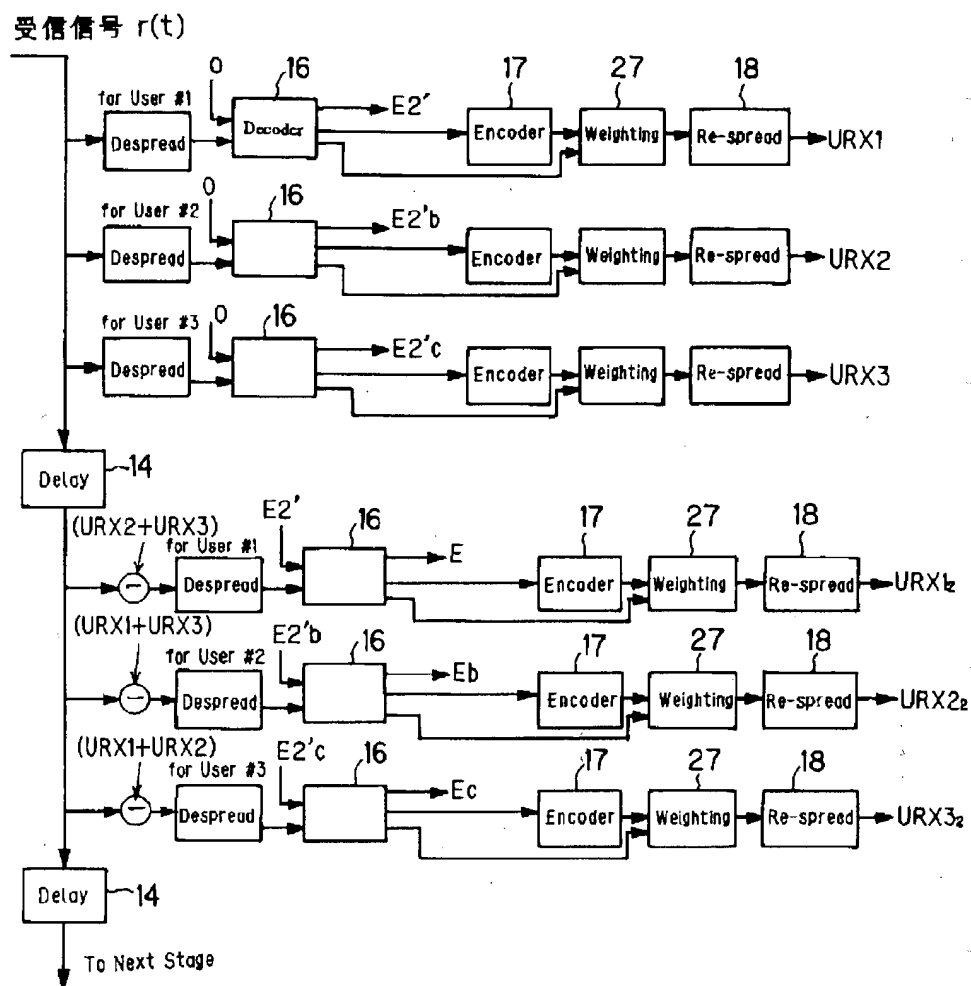 受信信号 r(t)
for User #1
0
16
E2'
17
27
18
Despread
Decoder
Encoder
Weighting
Re-spread
URX1
for User #2
0
16
E2'b
Despread
Encoder
Weighting
Re-spread
URX2
for User #3
0
16
E2'c
Despread
Encoder
Weighting
Re-spread
URX3
Delay
14
(URX2+URX3)
for User #1
E2'
16
E
17
27
18
Despread
Encoder
Weighting
Re-spread
URX1₂
(URX1+URX3)
for User #2
E2'b
16
Eb
17
27
18
Despread
Encoder
Weighting
Re-spread
URX2₂
(URX1+URX2)
for User #3
E2'c
16
Ec
17
27
18
Despread
Encoder
Weighting
Re-spread
URX3₂
Delay
14
To Next Stage